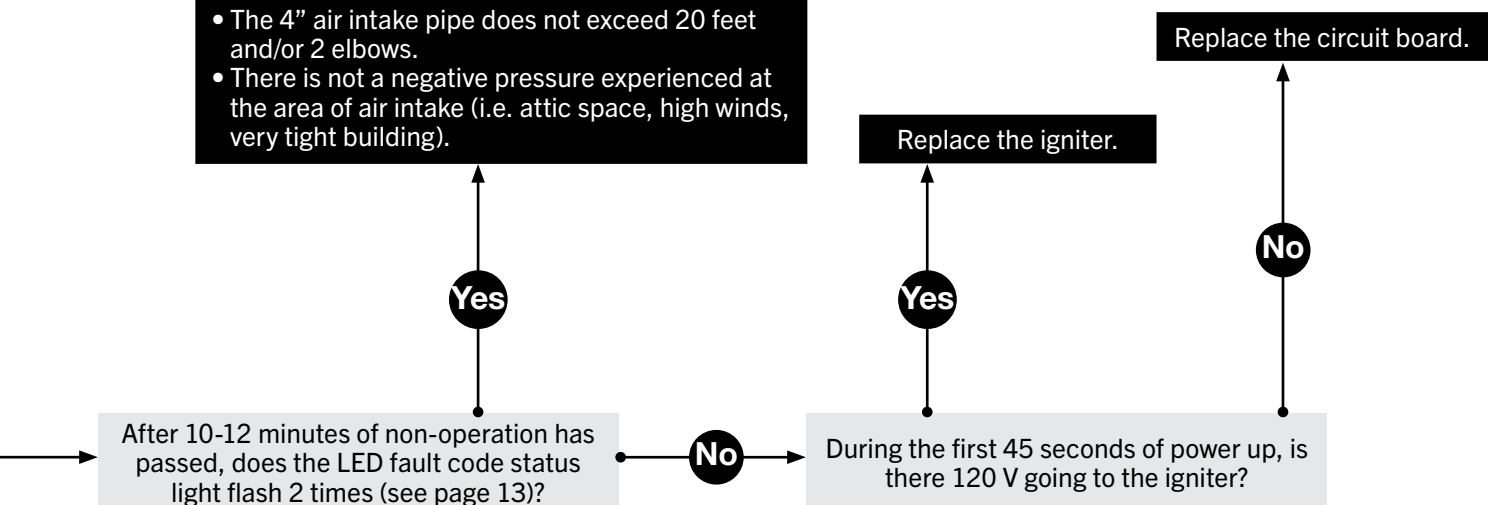 • The 4” air intake pipe does not exceed 20 feet
and/or 2 elbows.
• There is not a negative pressure experienced at
the area of air intake (i.e. attic space, high winds,
very tight building).
Replace the igniter.
Replace the circuit board.
Yes
Yes
No
After 10-12 minutes of non-operation has
passed, does the LED fault code status
light flash 2 times (see page 13)?
No
During the first 45 seconds of power up, is
there 120 V going to the igniter?